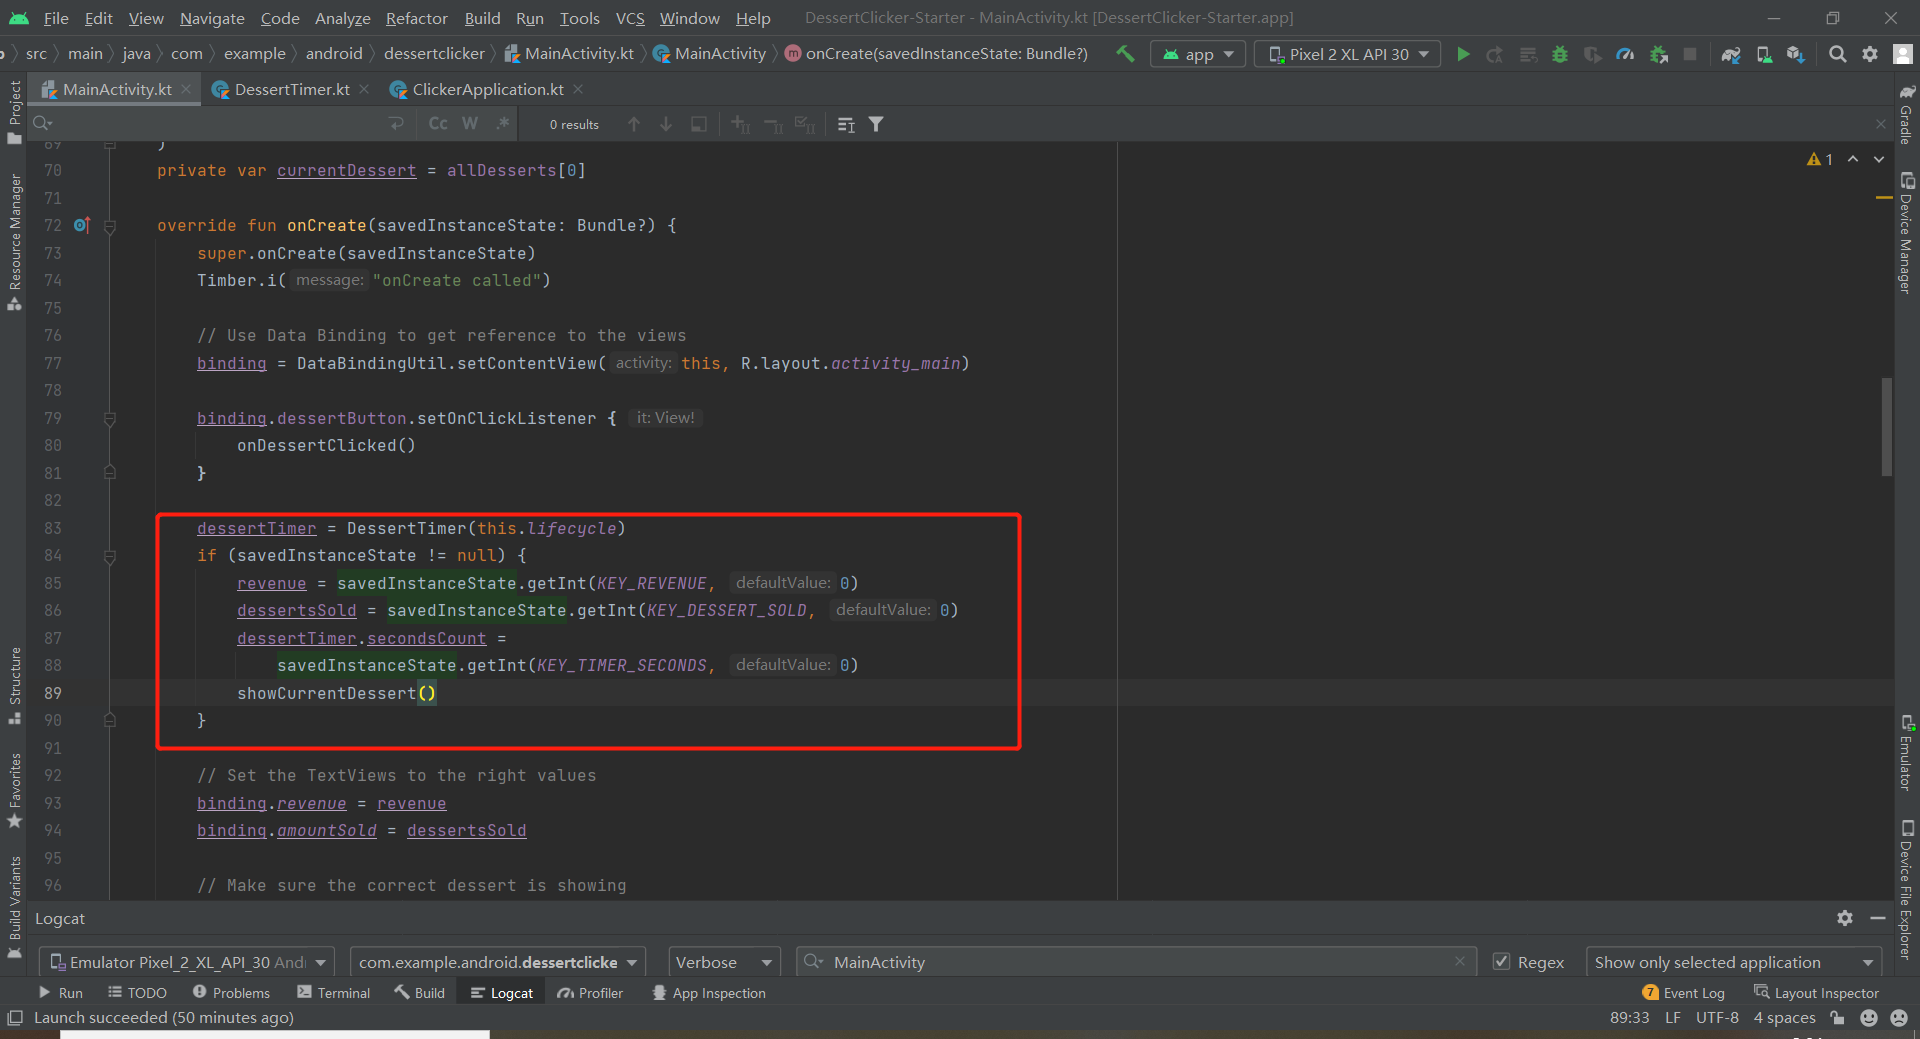 File Edit View Navigate Code Analyze Refactor Build Run Tools VCS Window Help DessertClicker-Starter - MainActivity.kt [DessertClicker-Starter.app]
src main java com example android dessertclicker MainActivity.kt MainActivity onCreate(savedInstanceState: Bundle?) app Pixel 2 XL API 30
MainActivity.kt DessertTimer.kt ClickerApplication.kt
Cc W .* 0 results
69 )
70 private var currentDessert = allDesserts[0]
71
72 override fun onCreate(savedInstanceState: Bundle?) {
73 super.onCreate(savedInstanceState)
74 Timber.i( message: "onCreate called")
75
76 // Use Data Binding to get reference to the views
77 binding = DataBindingUtil.setContentView( activity: this, R.layout.activity_main)
78
79 binding.dessertButton.setOnClickListener { it: View!
80 onDessertClicked()
81 }
82
83 dessertTimer = DessertTimer(this.lifecycle)
84 if (savedInstanceState != null) {
85 revenue = savedInstanceState.getInt(KEY_REVENUE, defaultValue: 0)
86 dessertsSold = savedInstanceState.getInt(KEY_DESSERT_SOLD, defaultValue: 0)
87 dessertTimer.secondsCount =
88 savedInstanceState.getInt(KEY_TIMER_SECONDS, defaultValue: 0)
89 showCurrentDessert()
90 }
91
92 // Set the TextViews to the right values
93 binding.revenue = revenue
94 binding.amountSold = dessertsSold
95
96 // Make sure the correct dessert is showing
1
Project
Resource Manager
Structure
Favorites
Build Variants
Gradle
Device Manager
Emulator
Device File Explorer
Logcat
Emulator Pixel_2_XL_API_30 Andr com.example.android.dessertclicke Verbose MainActivity Regex Show only selected application
Run TODO Problems Terminal Build Logcat Profiler App Inspection 7 Event Log Layout Inspector
Launch succeeded (50 minutes ago) 89:33 LF UTF-8 4 spaces